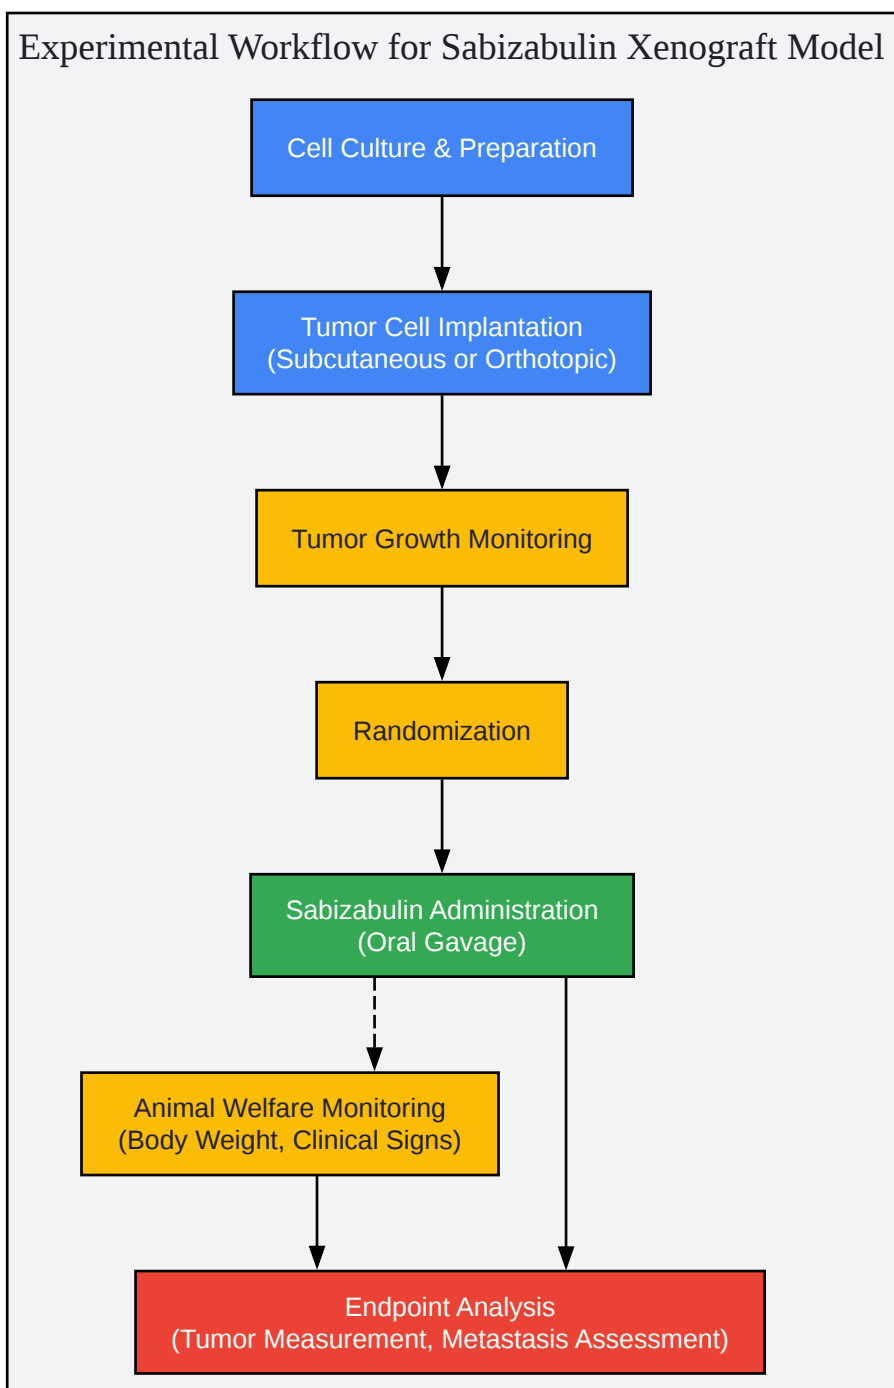 Experimental Workflow for Sabizabulin Xenograft Model
Cell Culture & Preparation
Tumor Cell Implantation
(Subcutaneous or Orthotopic)
Tumor Growth Monitoring
Randomization
Sabizabulin Administration
(Oral Gavage)
Animal Welfare Monitoring
(Body Weight, Clinical Signs)
Endpoint Analysis
(Tumor Measurement, Metastasis Assessment)